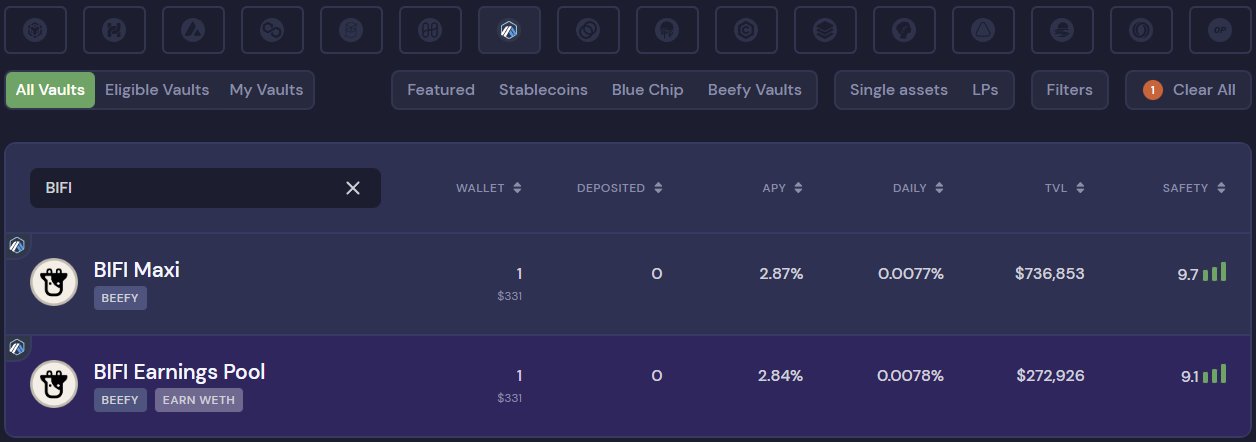 OP
All Vaults Eligible Vaults My Vaults Featured Stablecoins Blue Chip Beefy Vaults Single assets LPs Filters 1 Clear All
BIFI WALLET DEPOSITED APY DAILY TVL SAFETY
BIFI Maxi 1 0 2.87% 0.0077% $736,853 9.7
BEEFY $331
BIFI Earnings Pool 1 0 2.84% 0.0078% $272,926 9.1
BEEFY EARN WETH $331